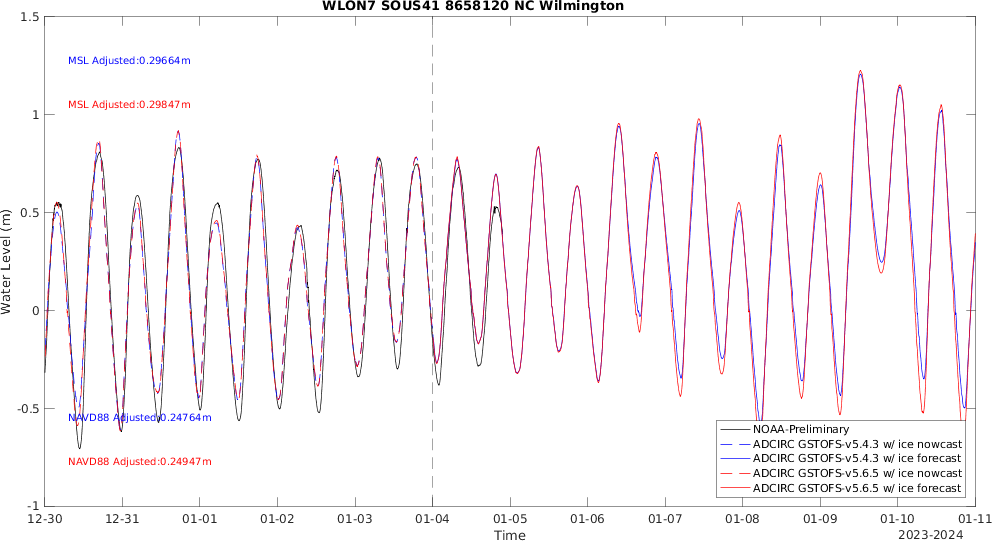 WLON7 SOUS41 8658120 NC Wilmington
1.5
MSL Adjusted:0.29664m
MSL Adjusted:0.29847m
1
0.5
Water Level (m)
0
-0.5
NAVD88 Adjusted:0.24764m
NAVD88 Adjusted:0.24947m
NOAA-Preliminary
ADCIRC GSTOFS-v5.4.3 w/ ice nowcast
ADCIRC GSTOFS-v5.4.3 w/ ice forecast
ADCIRC GSTOFS-v5.6.5 w/ ice nowcast
ADCIRC GSTOFS-v5.6.5 w/ ice forecast
-1
12-30 12-31 01-01 01-02 01-03 01-04 01-05 01-06 01-07 01-08 01-09 01-10 01-11
Time
2023-2024